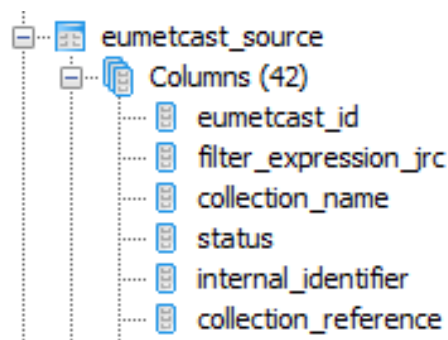 eumetcast_source
Columns (42)
eumetcast_id
filter_expression_jrc
collection_name
status
internal_identifier
collection_reference